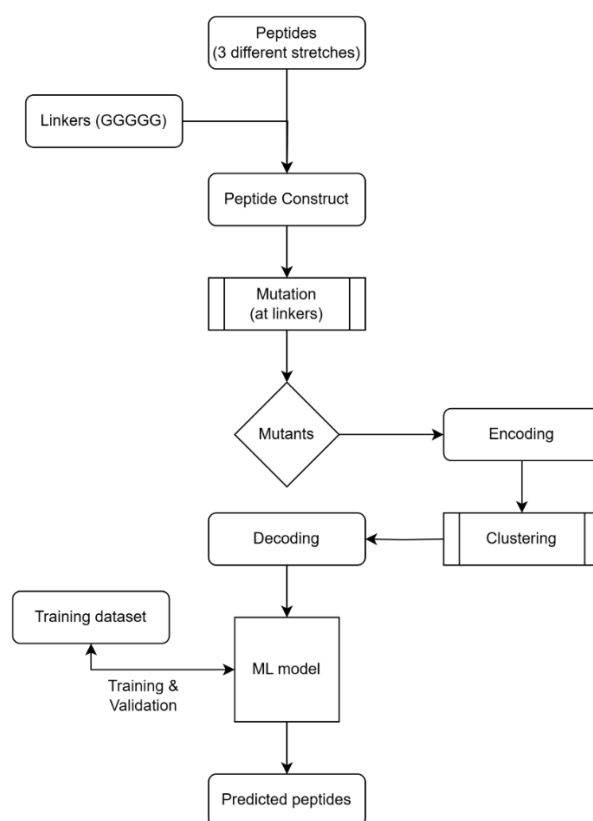 Peptides
(3 different stretches)
Linkers (GGGGG)
Peptide Construct
Mutation
(at linkers)
Mutants
Encoding
Decoding
Clustering
Training dataset
ML model
Training &
Validation
Predicted peptides